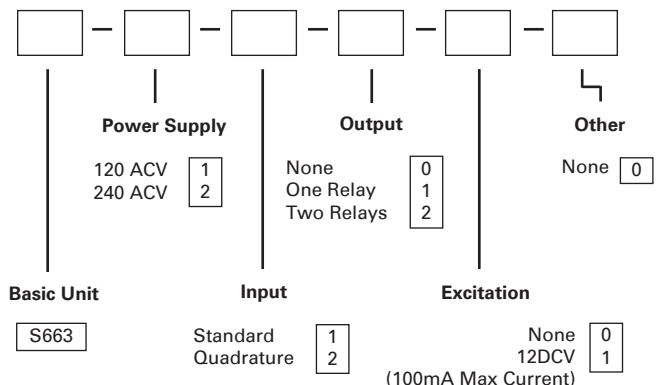 Power Supply
120 ACV 1
240 ACV 2
Output
None 0
One Relay 1
Two Relays 2
Other
None 0
Basic Unit
S663
Input
Standard 1
Quadrature 2
Excitation
None 0
12DCV 1
(100mA Max Current)